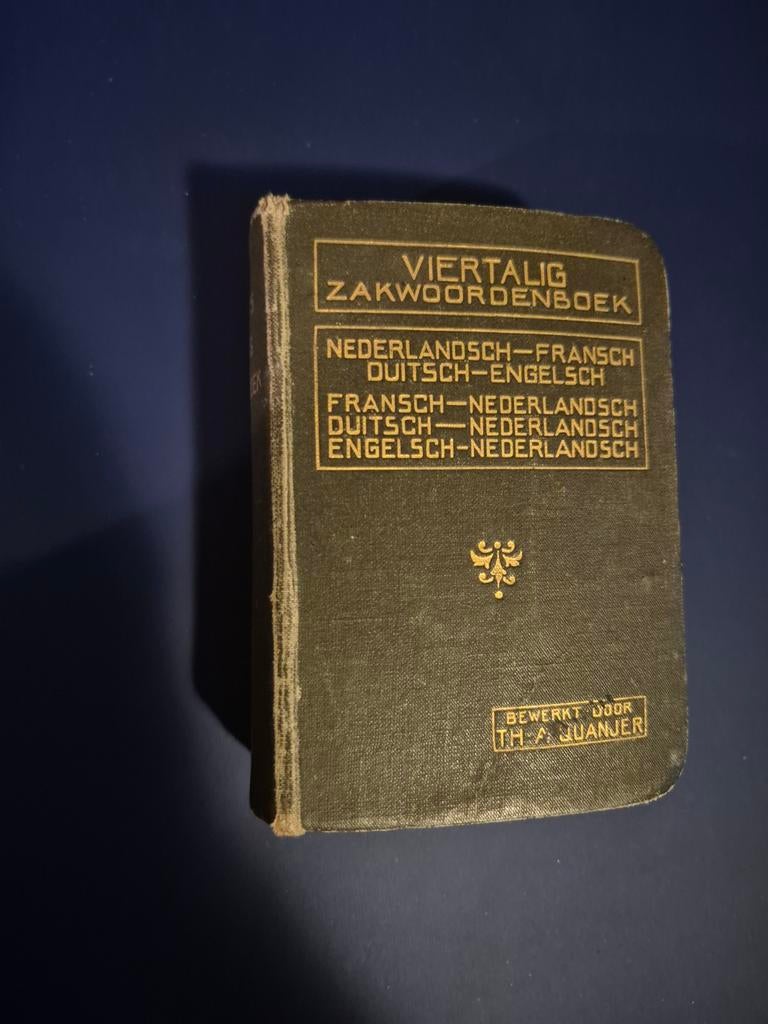 VIERTALIG
ZAKWOORDENBOEK
NEDERLANDSCH—FRANSCH
DUITSCH—ENGELSCH
FRANSCH—NEDERLANDSCH
DUITSCH—NEDERLANDSCH
ENGELSCH-NEDERLANDSCH
BEWERKT DOOR
TH. A. QUANJER